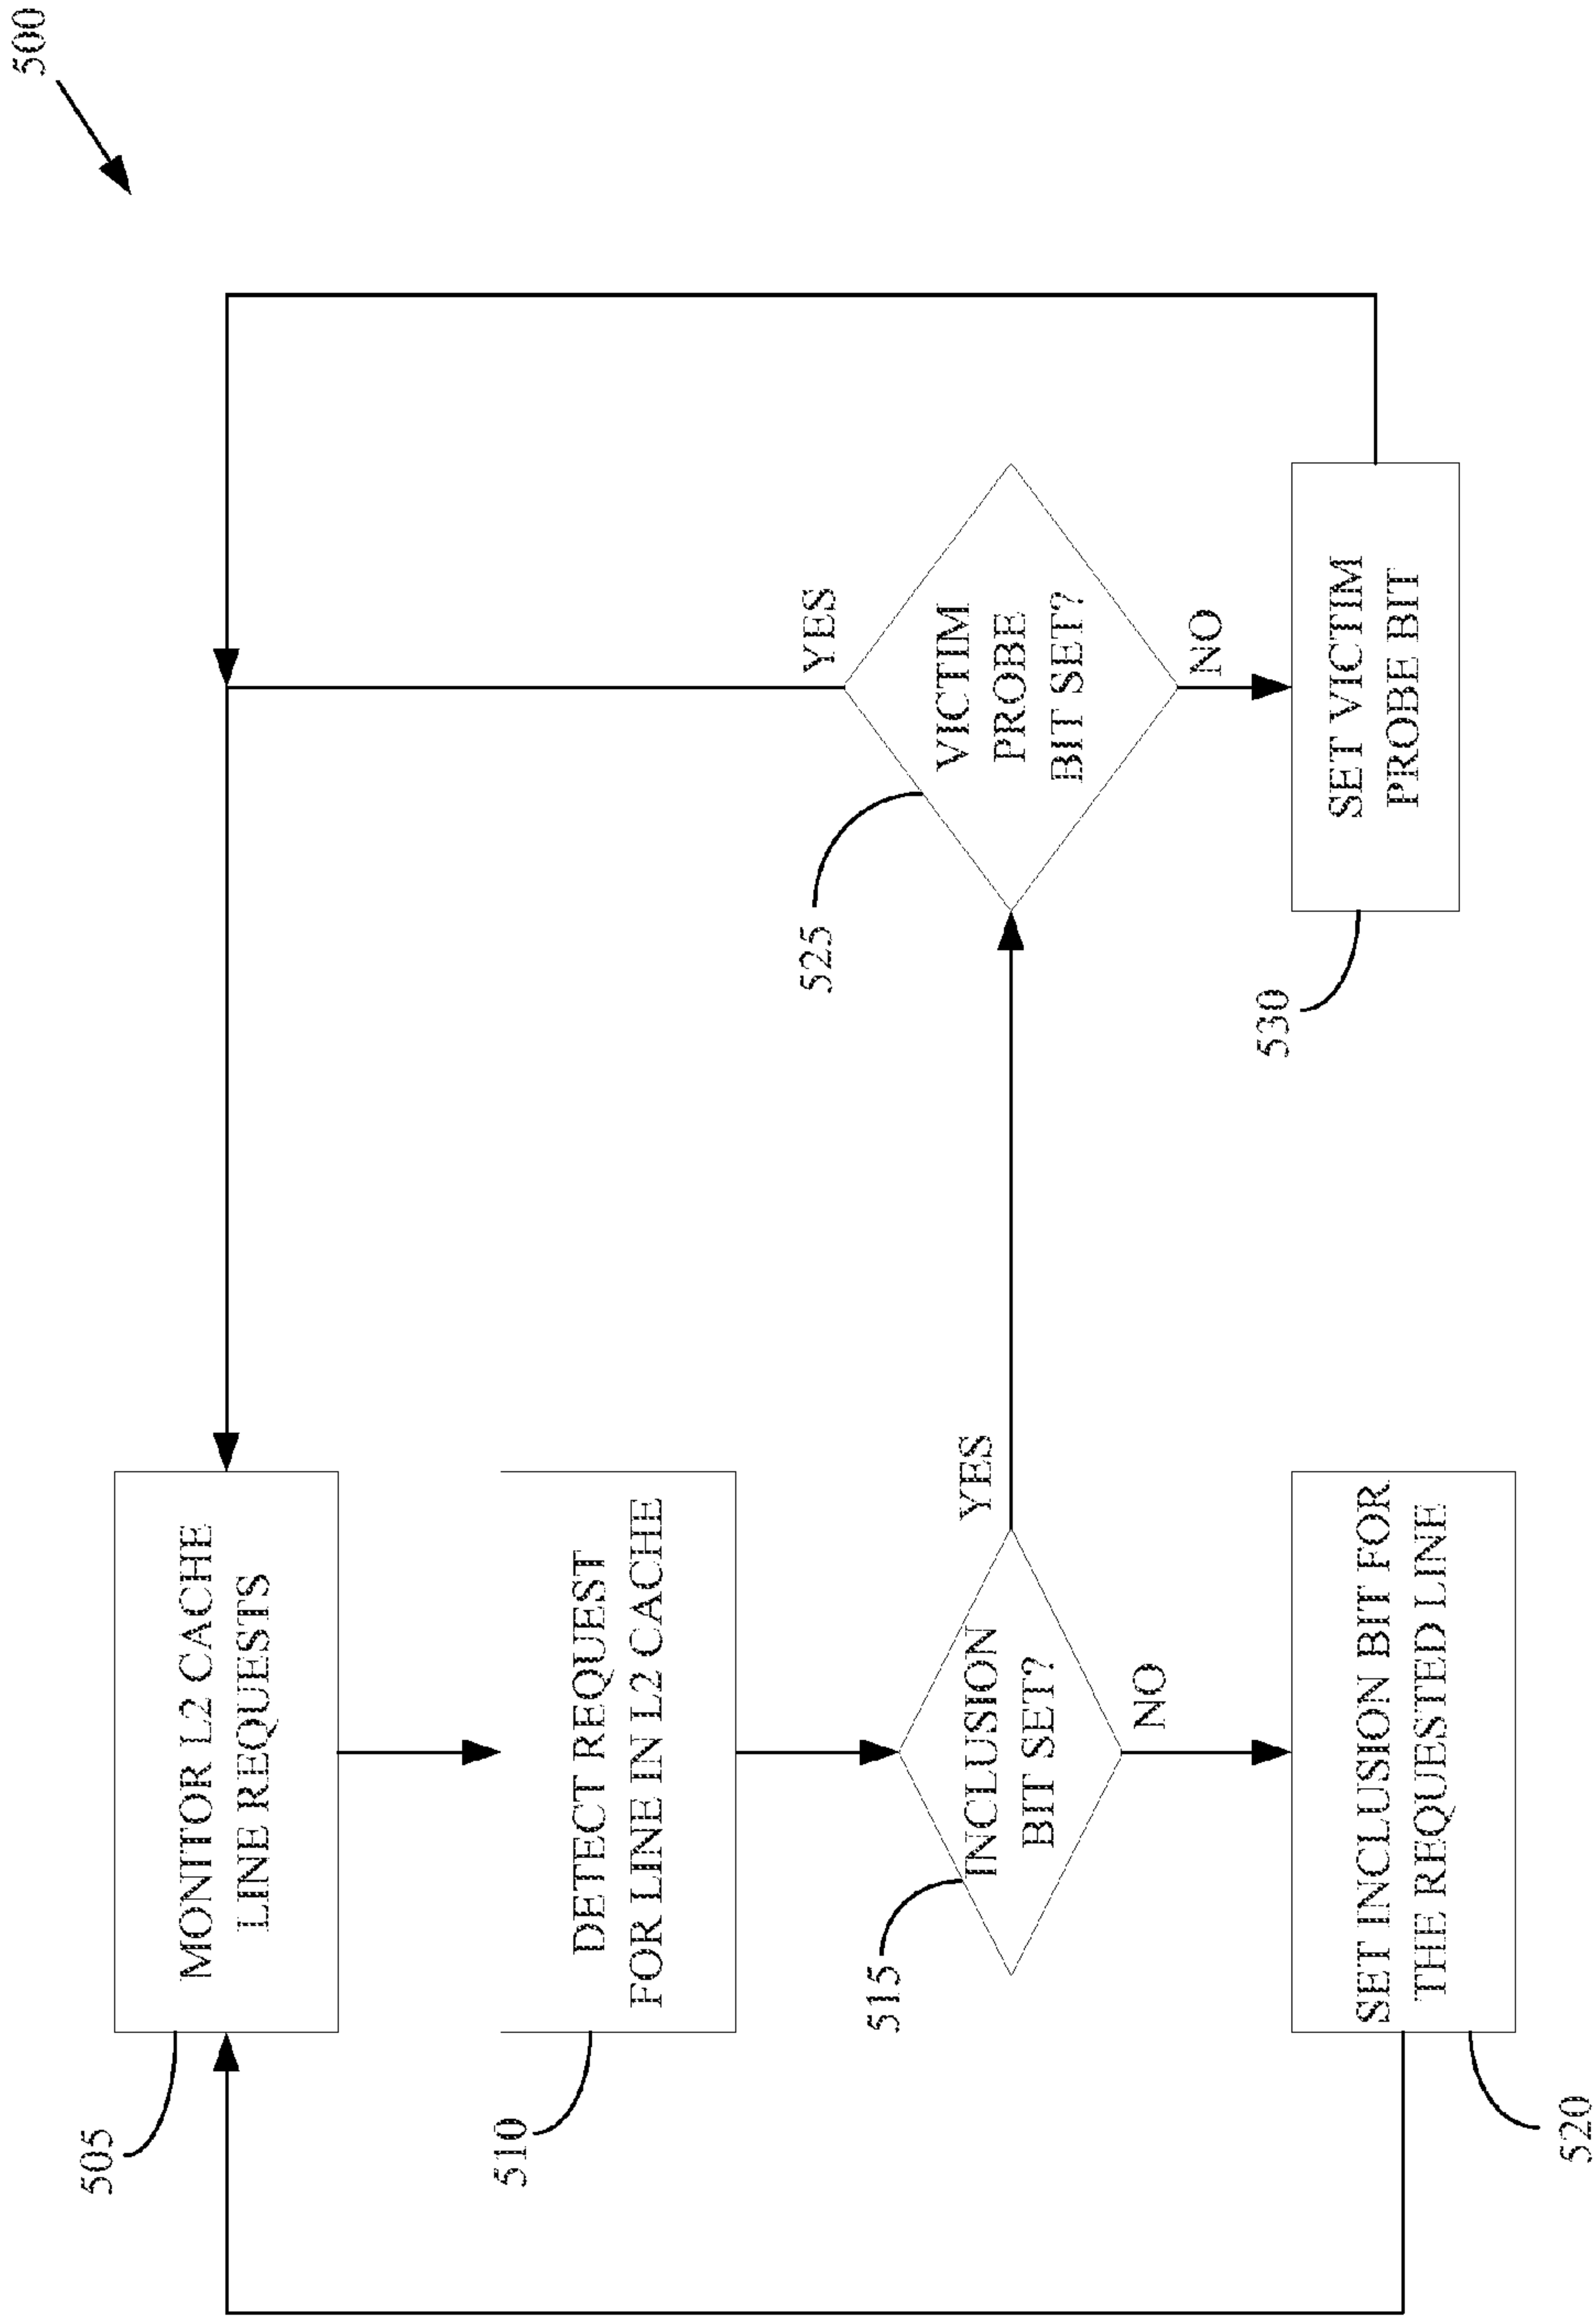 500
505
MONITOR L2 CACHE
LINE REQUESTS
510
DETECT REQUEST
FOR LINE IN L2 CACHE
515
INCLUSION
BIT SET?
YES
NO
520
SET INCLUSION BIT FOR
THE REQUESTED LINE
525
VICTIM
PROBE
BIT SET?
YES
NO
530
SET VICTIM
PROBE BIT